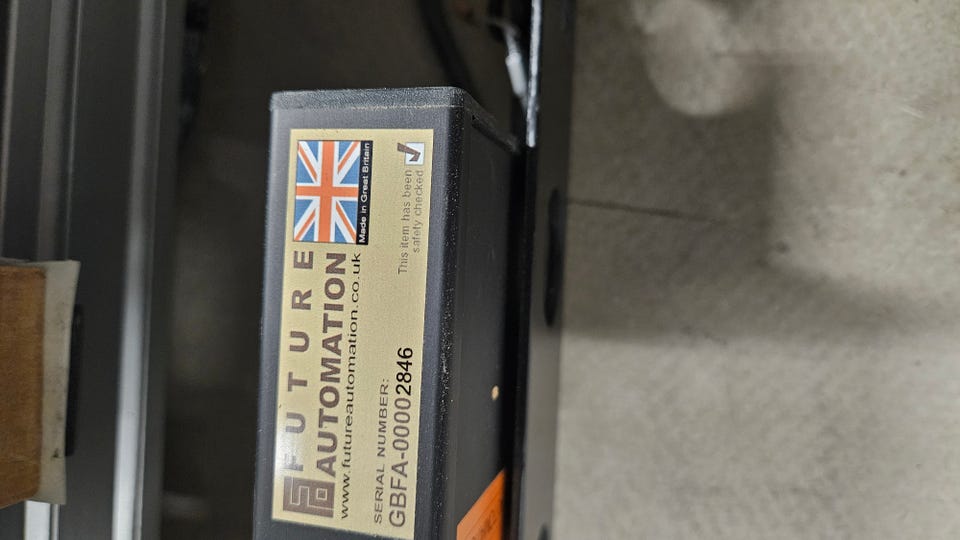 FUTURE
AUTOMATION
www.futureautomation.co.uk
Made in Great Britain
SERIAL NUMBER:
GBFA-00002846
This item has been
safety checked